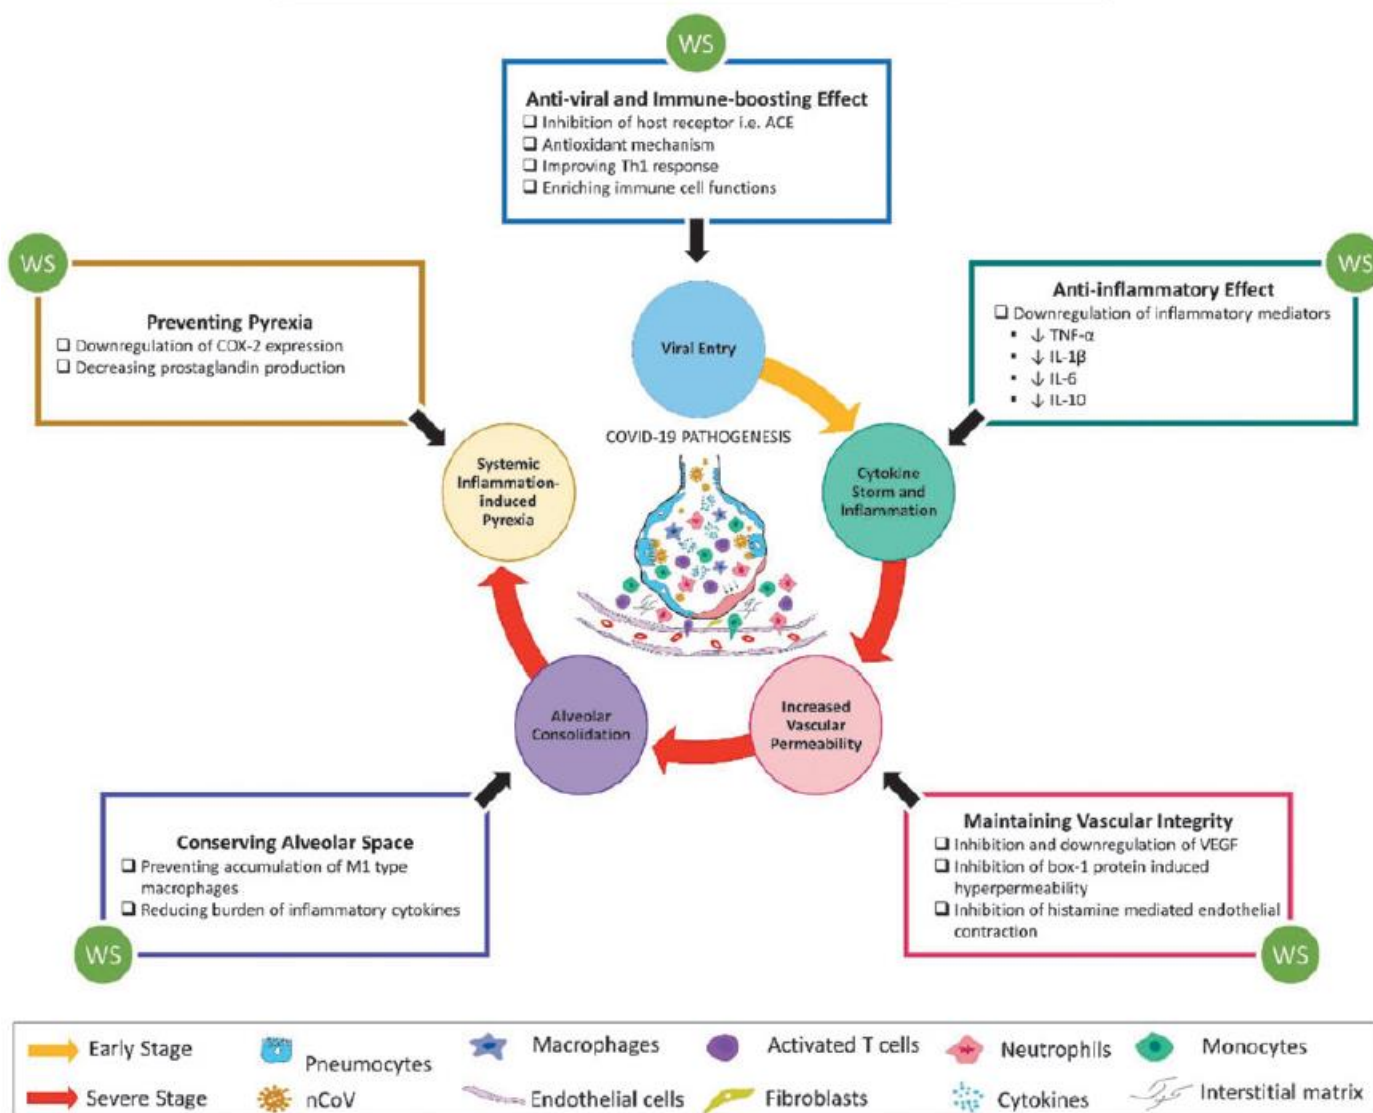 WS
Anti-viral and Immune-boosting Effect
❑ Inhibition of host receptor i.e. ACE
❑ Antioxidant mechanism
❑ Improving Th1 response
❑ Enriching immune cell functions
WS
Preventing Pyrexia
❑ Downregulation of COX-2 expression
❑ Decreasing prostaglandin production
WS
Anti-inflammatory Effect
❑ Downregulation of inflammatory mediators
▪ ↓ TNF-α
▪ ↓ IL-1β
▪ ↓ IL-6
▪ ↓ IL-10
Viral Entry
COVID-19 PATHOGENESIS
Systemic
Inflammation-
induced
Pyrexia
Cytokine
Storm and
Inflammation
Alveolar
Consolidation
Increased
Vascular
Permeability
Conserving Alveolar Space
❑ Preventing accumulation of M1 type
macrophages
❑ Reducing burden of inflammatory cytokines
WS
Maintaining Vascular Integrity
❑ Inhibition and downregulation of VEGF
❑ Inhibition of box-1 protein induced
hyperpermeability
❑ Inhibition of histamine mediated endothelial
contraction
WS
Early Stage
Pneumocytes
Macrophages
Activated T cells
Neutrophils
Monocytes
Severe Stage
nCoV
Endothelial cells
Fibroblasts
Cytokines
Interstitial matrix